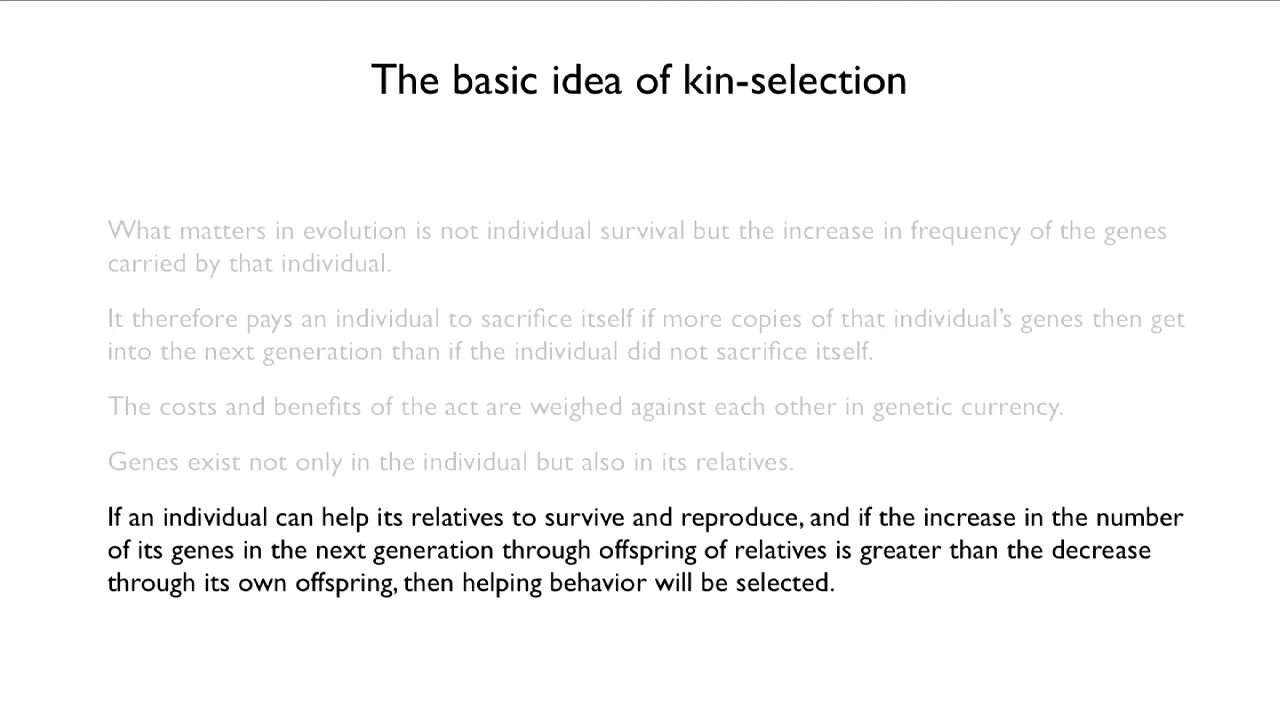 The basic idea of kin-selection
What matters in evolution is not individual survival but the increase in frequency of the genes
carried by that individual.
It therefore pays an individual to sacrifice itself if more copies of that individual’s genes then get
into the next generation than if the individual did not sacrifice itself.
The costs and benefits of the act are weighed against each other in genetic currency.
Genes exist not only in the individual but also in its relatives.
If an individual can help its relatives to survive and reproduce, and if the increase in the number
of its genes in the next generation through offspring of relatives is greater than the decrease
through its own offspring, then helping behavior will be selected.